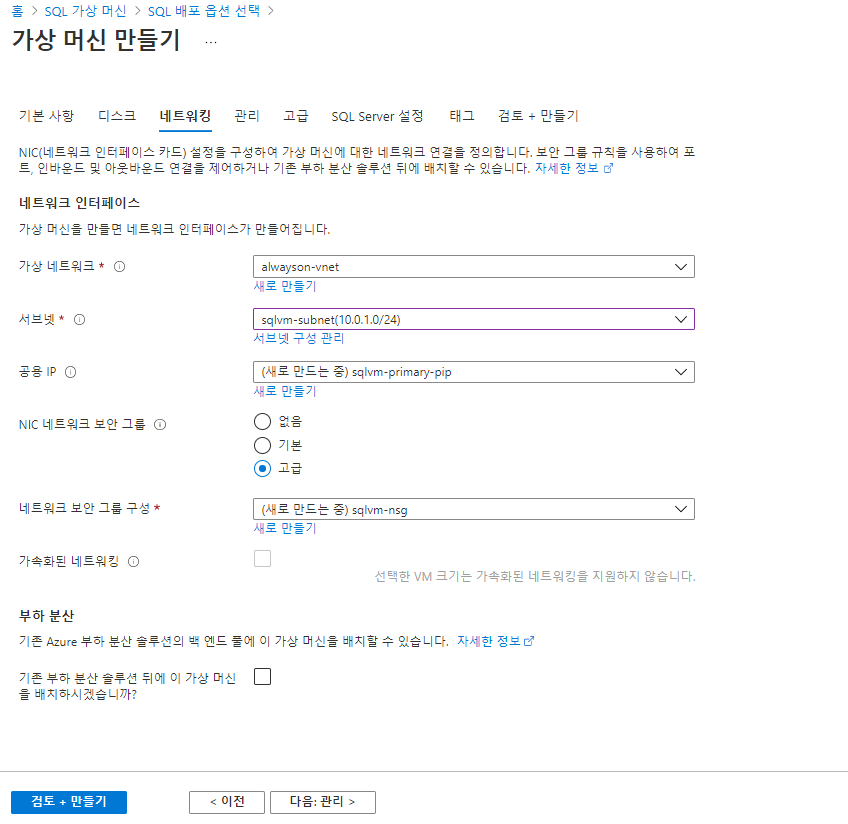 홈 > SQL 가상 머신 > SQL 배포 옵션 선택 >
가상 머신 만들기 ...
기본 사항 디스크 네트워킹 관리 고급 SQL Server 설정 태그 검토 + 만들기
NIC(네트워크 인터페이스 카드) 설정을 구성하여 가상 머신에 대한 네트워크 연결을 정의합니다. 보안 그룹 규칙을 사용하여 포
트, 인바운드 및 아웃바운드 연결을 제어하거나 기존 부하 분산 솔루션 뒤에 배치할 수 있습니다. 자세한 정보
네트워크 인터페이스
가상 머신을 만들면 네트워크 인터페이스가 만들어집니다.
가상 네트워크 * alwayson-vnet
새로 만들기
서브넷 * sqlvm-subnet(10.0.1.0/24)
서브넷 구성 관리
공용 IP (새로 만드는 중) sqlvm-primary-pip
새로 만들기
NIC 네트워크 보안 그룹 없음
기본
고급
네트워크 보안 그룹 구성 * (새로 만드는 중) sqlvm-nsg
새로 만들기
가속화된 네트워킹
선택한 VM 크기는 가속화된 네트워킹을 지원하지 않습니다.
부하 분산
기존 Azure 부하 분산 솔루션의 백 엔드 풀에 이 가상 머신을 배치할 수 있습니다. 자세한 정보
기존 부하 분산 솔루션 뒤에 이 가상 머신
을 배치하시겠습니까?
검토 + 만들기 < 이전 다음: 관리 >